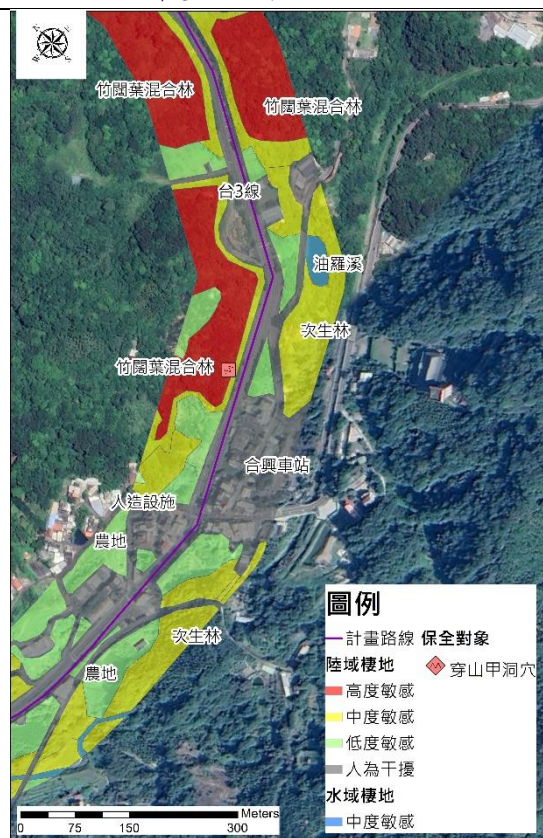 竹闊葉混合林
竹闊葉混合林
台3線
油羅溪
次生林
竹闊葉混合林
合興車站
人造設施
農地
次生林
農地
圖例
計畫路線 保全對象
陸域棲地
穿山甲洞穴
高度敏感
中度敏感
低度敏感
人為干擾
水域棲地
中度敏感
Meters
0 75 150 300